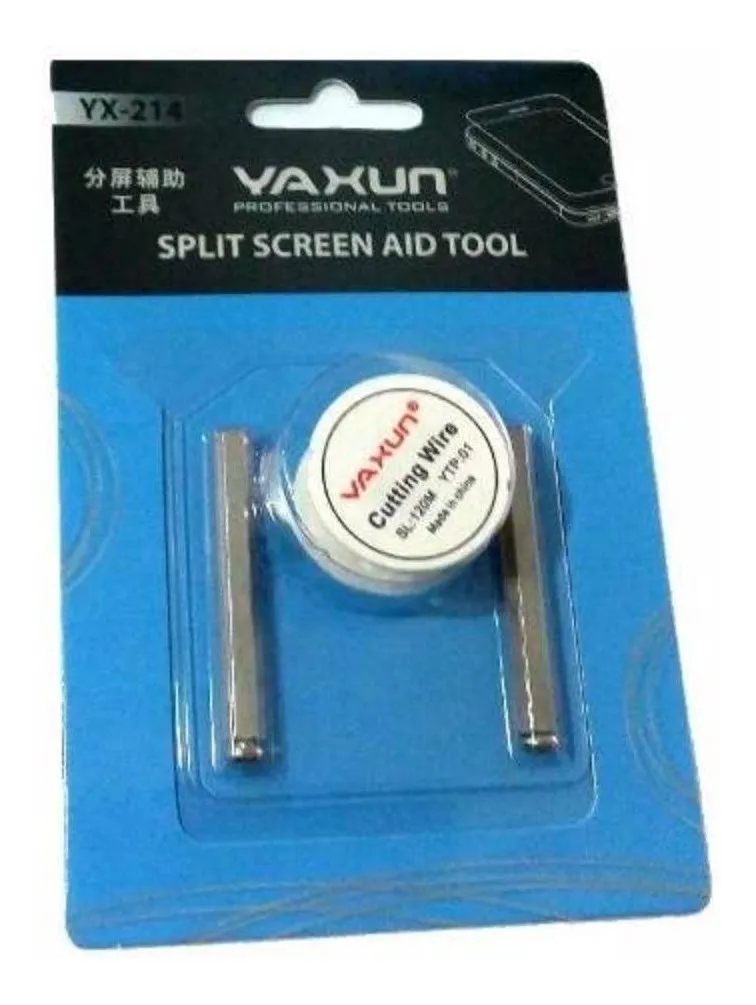 YX-214
分屏辅助
工具
YAXUN®
PROFESSIONAL TOOLS
SPLIT SCREEN AID TOOL
YAXUN®
Cutting Wire
SL:120M YTP:01
Made in china